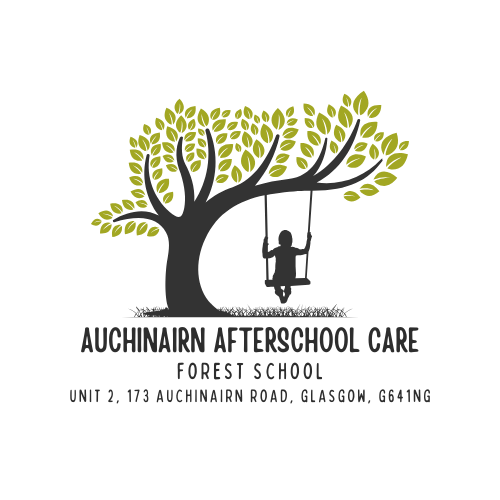 AUCHINAIRN AFTERSCHOOL CARE
FOREST SCHOOL
UNIT 2, 173 AUCHINAIRN ROAD, GLASGOW, G641NG